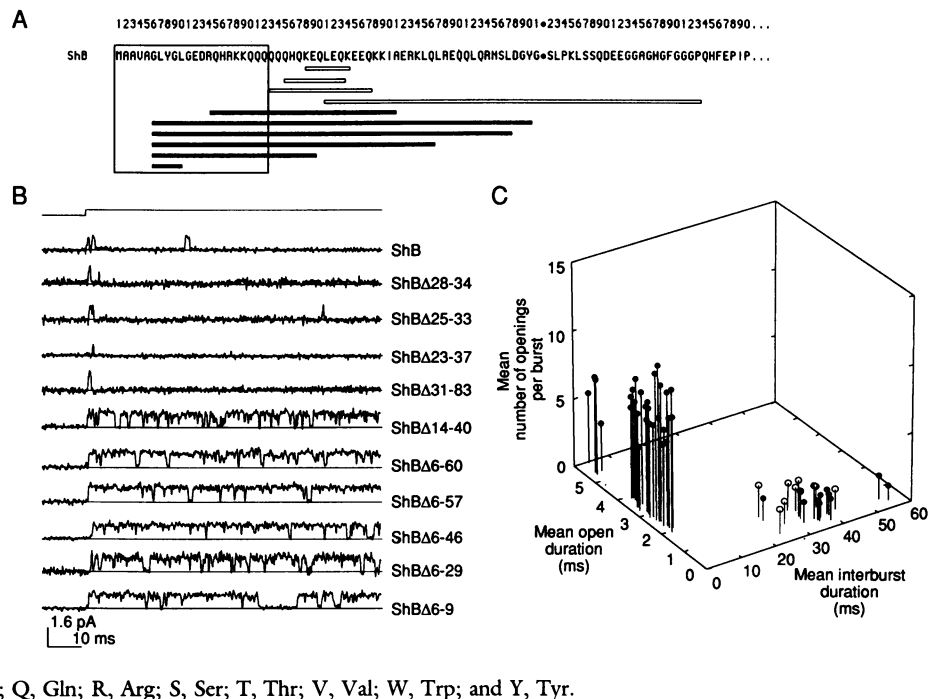 A
1234567890123456789012345678901234567890123456789012345678901•23456789012345678901234567890...
ShB MAAVAGLYGLGEDRQHRKKQQQQQQHQKEQLEQKEEQKKIAERKLQLREQQLQRNSLDGYG•SLPKLSSQDEEGGAGHGFGGGPQHFEPIP...
B
ShB
ShBΔ28-34
ShBΔ25-33
ShBΔ23-37
ShBΔ31-83
ShBΔ14-40
ShBΔ6-60
ShBΔ6-57
ShBΔ6-46
ShBΔ6-29
ShBΔ6-9
1.6 pA
10 ms
C
15
10
5
0
Mean
number of openings
per burst
5
4
3
2
1
0
Mean open
duration
(ms)
0
10
20
30
40
50
60
Mean interburst
duration
(ms)
; Q, Gln; R, Arg; S, Ser; T, Thr; V, Val; W, Trp; and Y, Tyr.